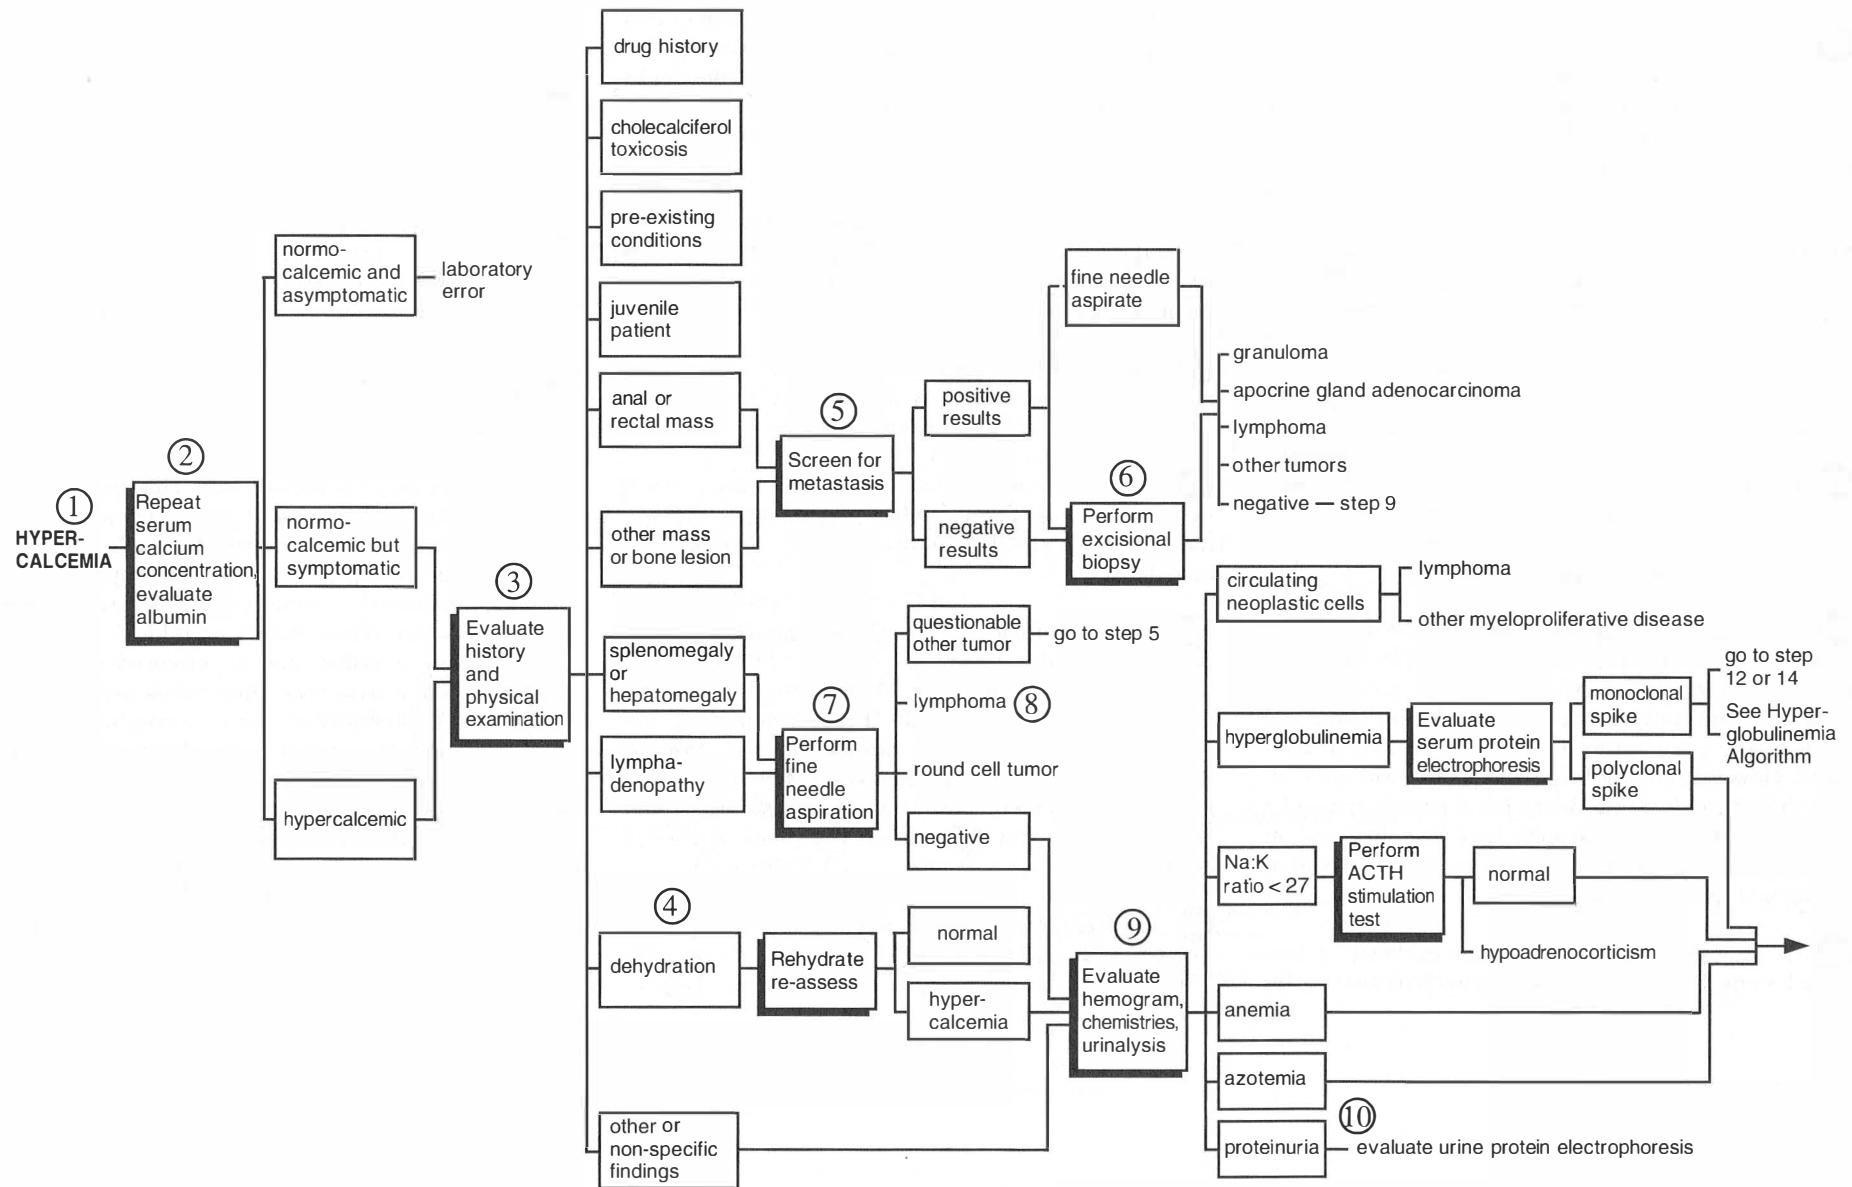 1
HYPER-
CALCEMIA
2
Repeat
serum
calcium
concentration,
evaluate
albumin
normo-
calcemic and
asymptomatic
laboratory
error
normo-
calcemic but
symptomatic
hypercalcemic
3
Evaluate
history
and
physical
examination
drug history
cholecalciferol
toxicosis
pre-existing
conditions
juvenile
patient
anal or
rectal mass
other mass
or bone lesion
5
Screen for
metastasis
positive
results
negative
results
fine needle
aspirate
6
Perform
excisional
biopsy
granuloma
apocrine gland adenocarcinoma
lymphoma
other tumors
negative — step 9
splenomegaly
or
hepatomegaly
lympha-
denopathy
7
Perform
fine
needle
aspiration
questionable
other tumor
go to step 5
lymphoma 8
round cell tumor
negative
4
dehydration
Rehydrate
re-assess
normal
hyper-
calcemia
other or
non-specific
findings
9
Evaluate
hemogram,
chemistries,
urinalysis
circulating
neoplastic cells
lymphoma
other myeloproliferative disease
hyperglobulinemia
Evaluate
serum protein
electrophoresis
monoclonal
spike
go to step
12 or 14
See Hyper-
globulinemia
Algorithm
polyclonal
spike
Na:K
ratio < 27
Perform
ACTH
stimulation
test
normal
hypoadrenocorticism
anemia
azotemia
proteinuria
10
evaluate urine protein electrophoresis